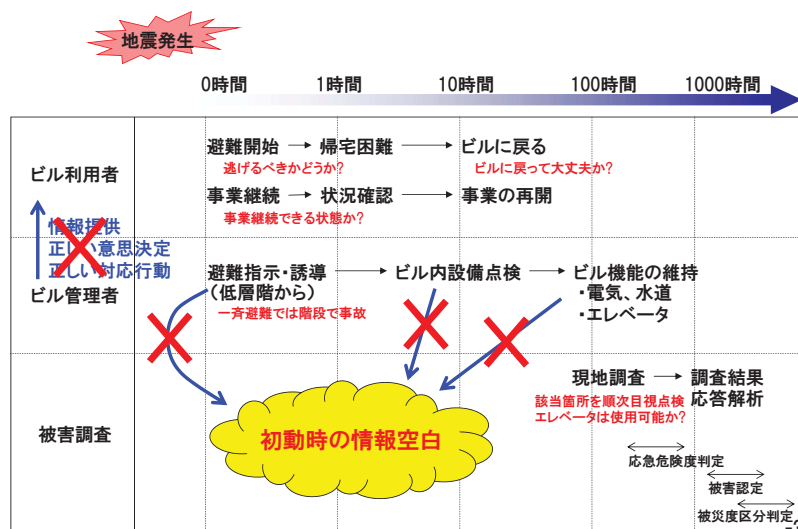 地震発生
0時間 1時間 10時間 100時間 1000時間
ビル利用者
避難開始 帰宅困難 ビルに戻る
逃げるべきかどうか?
ビルに戻って大丈夫か?
事業継続 状況確認 事業の再開
事業継続できる状態か?
情報提供
正しい意思決定
正しい対応行動
ビル管理者
避難指示・誘導
(低層階から)
一斉避難では階段で事故
ビル内設備点検
ビル機能の維持
・電気、水道
・エレベータ
被害調査
初動時の情報空白
現地調査
該当箇所を順次目視点検
エレベータは使用可能か?
調査結果
応答解析
応急危険度判定
被害認定
被災度区分判定